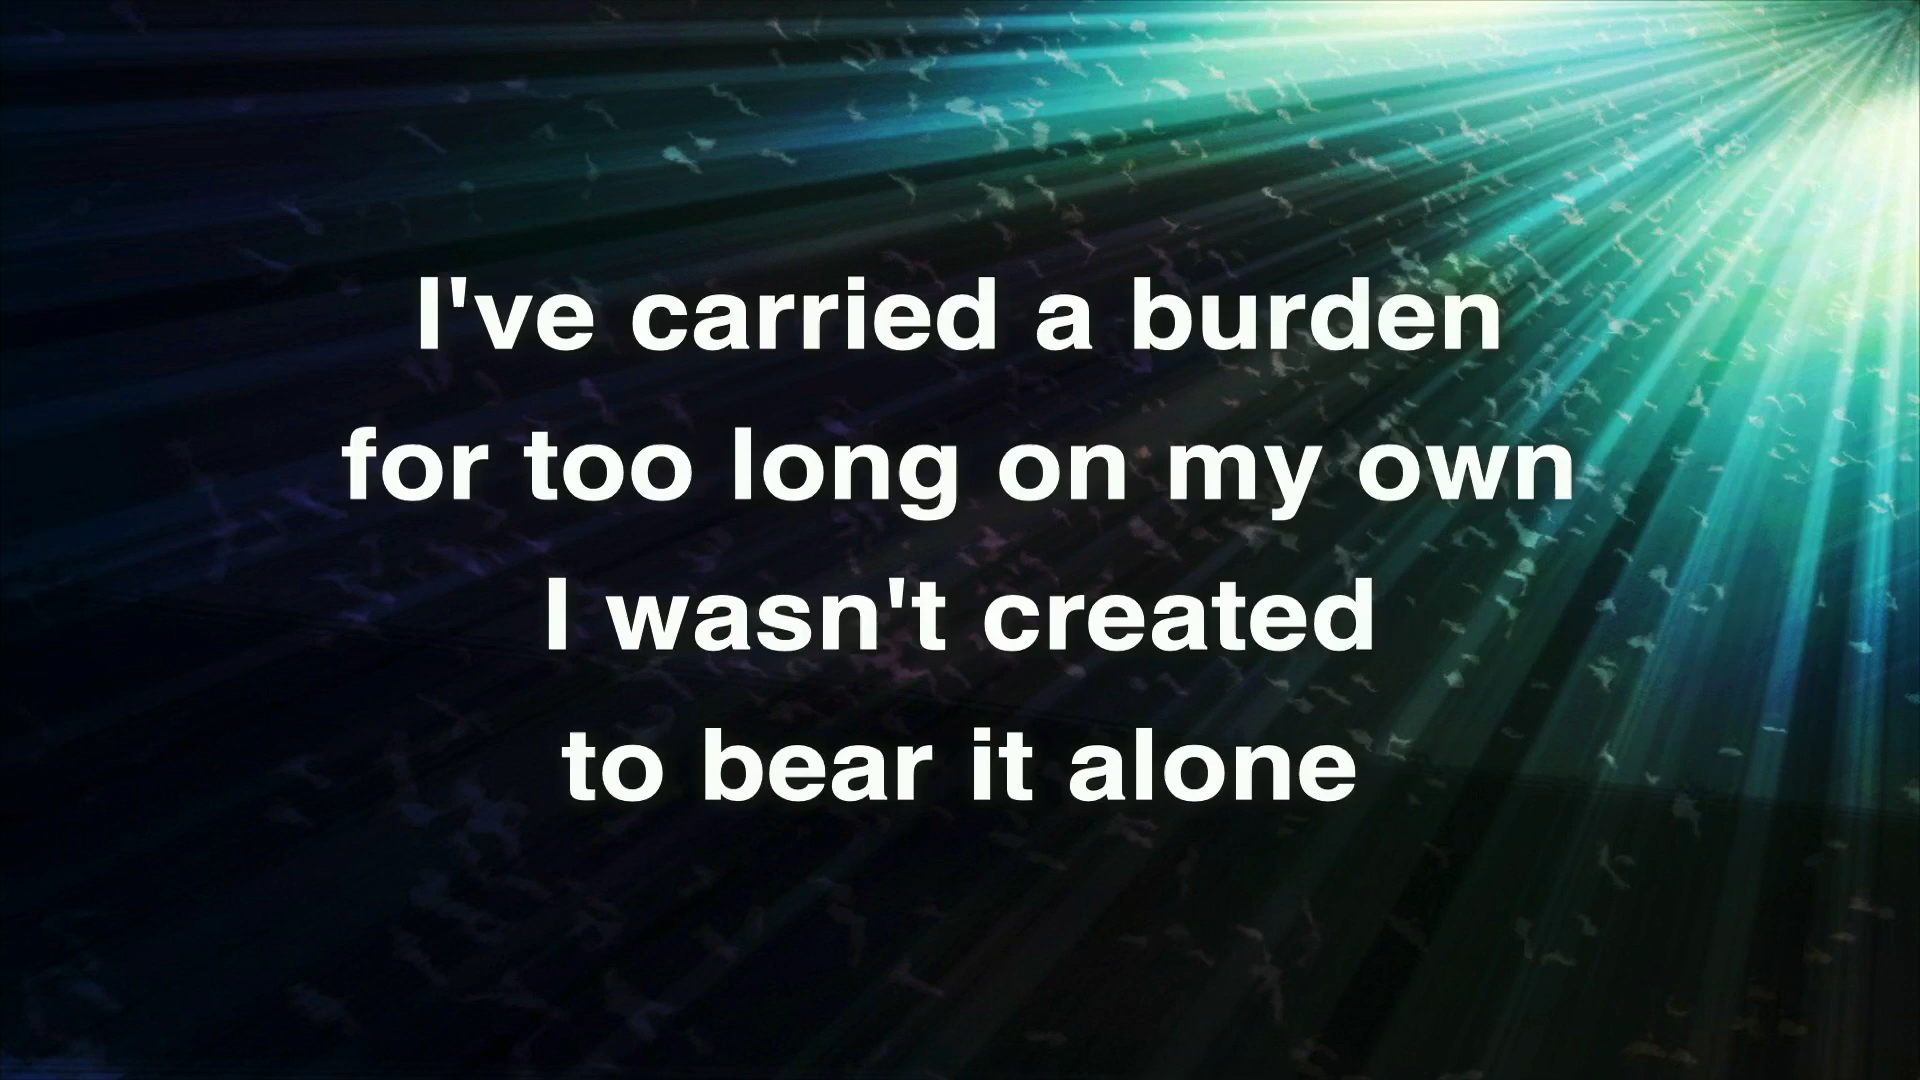 I've carried a burden
for too long on my own
I wasn't created
to bear it alone